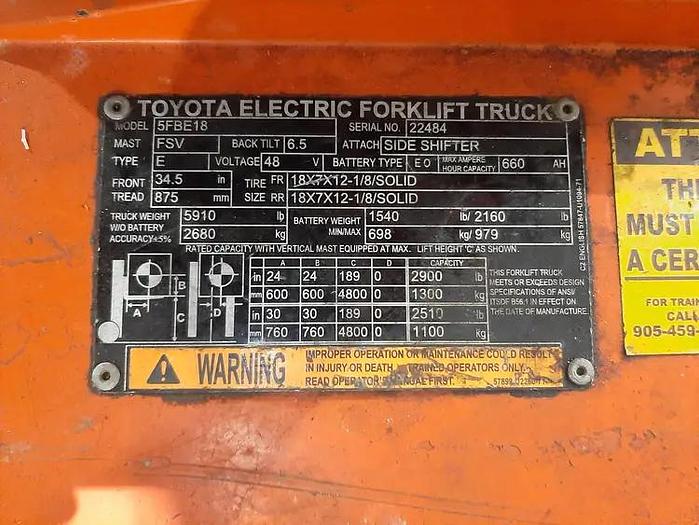 TOYOTA ELECTRIC FORKLIFT TRUCK
MODEL 5FBE18 SERIAL NO. 22484
MAST FSV BACK TILT 6.5 ATTACH SIDE SHIFTER
TYPE E VOLTAGE 48 V BATTERY TYPE E O MAX AMPERE HOUR CAPACITY 660 AH
FRONT 34.5 in TIRE FR 18X7X12-1/8/SOLID
TREAD 875 mm SIZE RR 18X7X12-1/8/SOLID
TRUCK WEIGHT 5910 lb BATTERY WEIGHT 1540 lb/ 2160 lb
W/O BATTERY
ACCURACY±5% 2680 kg MIN/MAX 698 kg/ 979 kg
RATED CAPACITY WITH VERTICAL MAST EQUIPPED AT MAX. LIFT HEIGHT 'C' AS SHOWN.
A B C D CAPACITY
in 24 24 189 0 2900 lb
mm 600 600 4800 0 1300 kg
in 30 30 189 0 2510 lb
mm 760 760 4800 0 1100 kg
B
A
C
D
THIS FORKLIFT TRUCK
MEETS OR EXCEEDS DESIGN
SPECIFICATIONS OF ANSI/
ITSDF B56.1 IN EFFECT ON
THE DATE OF MANUFACTURE.
C2 ENGLISH 57847-U1094-71
WARNING
IMPROPER OPERATION OR MAINTENANCE COULD RESULT
IN INJURY OR DEATH. TRAINED OPERATORS ONLY.
READ OPERATOR'S MANUAL FIRST.
ATT
THI
MUST
A CER
FOR TRAIN
CALL
905-459-